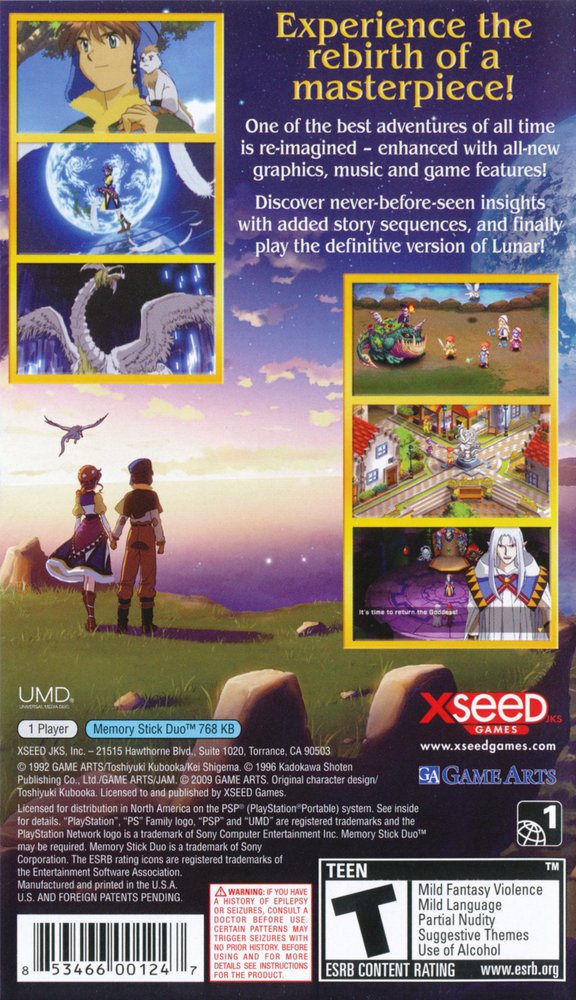 Experience the
rebirth of a
masterpiece!
One of the best adventures of all time
is re-imagined – enhanced with all-new
graphics, music and game features!
Discover never-before-seen insights
with added story sequences, and finally
play the definitive version of Lunar!
It's time to return the Goddess!
UMD®
UNIVERSAL MEDIA DISC
1 Player
Memory Stick Duo™ 768 KB
XSEED JKS
GAMES
www.xseedgames.com
XSEED JKS, Inc. – 21515 Hawthorne Blvd., Suite 1020, Torrance, CA 90503
© 1992 GAME ARTS/Toshiyuki Kubooka/Kei Shigema. © 1996 Kadokawa Shoten
Publishing Co., Ltd./GAME ARTS/JAM. © 2009 GAME ARTS. Original character design/
Toshiyuki Kubooka. Licensed to and published by XSEED Games.
GA GAME ARTS
Licensed for distribution in North America on the PSP® (PlayStation®Portable) system. See inside
for details. “PlayStation”, “PS” Family logo, “PSP” and “UMD” are registered trademarks and the
PlayStation Network logo is a trademark of Sony Computer Entertainment Inc. Memory Stick Duo™
may be required. Memory Stick Duo is a trademark of Sony
Corporation. The ESRB rating icons are registered trademarks of
the Entertainment Software Association.
Manufactured and printed in the U.S.A.
U.S. AND FOREIGN PATENTS PENDING.
1
WARNING: IF YOU HAVE
A HISTORY OF EPILEPSY
OR SEIZURES, CONSULT A
DOCTOR BEFORE USE.
CERTAIN PATTERNS MAY
TRIGGER SEIZURES WITH
NO PRIOR HISTORY. BEFORE
USING AND FOR MORE
DETAILS SEE INSTRUCTIONS
FOR THE PRODUCT.
TEEN ™
T
Mild Fantasy Violence
Mild Language
Partial Nudity
Suggestive Themes
Use of Alcohol
ESRB CONTENT RATING www.esrb.org
8 53466 00124 7